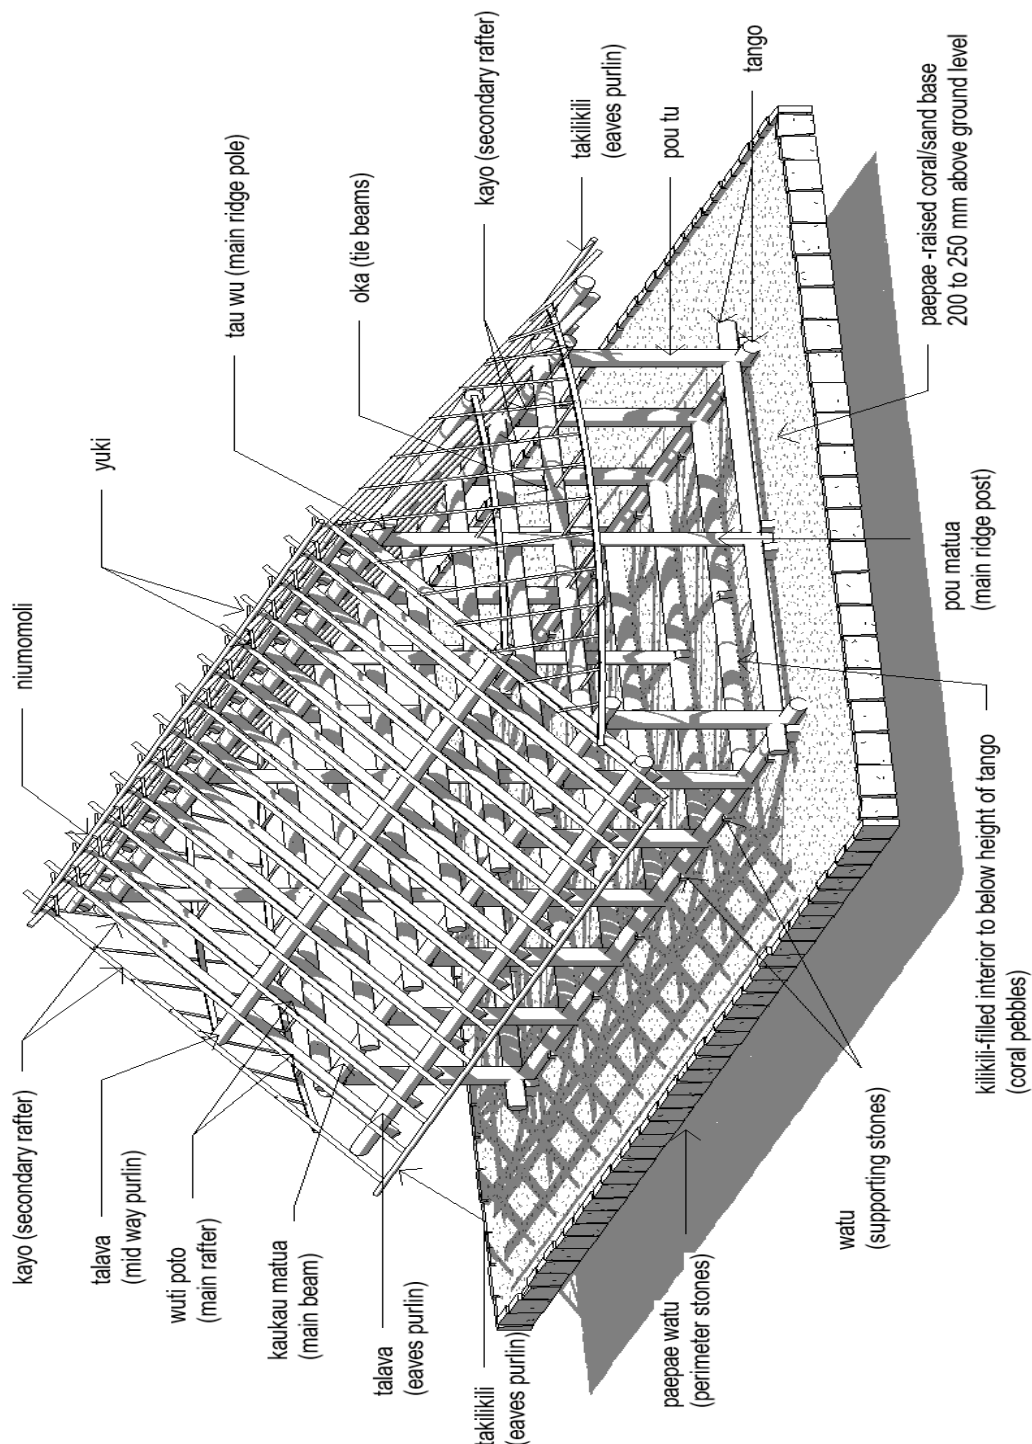 kayo (secondary rafter)
niumomoli
talava
(mid way purlin)
yuki
wuti poto
(main rafter)
tau wu (main ridge pole)
kaukau matua
(main beam)
oka (tie beams)
talava
(eaves purlin)
kayo (secondary rafter)
takilikili
(eaves purlin)
takilikili
(eaves purlin)
paepae watu
(perimeter stones)
pou tu
tango
watu
(supporting stones)
paepae -raised coral/sand base
200 to 250 mm above ground level
pou matua
(main ridge post)
kilikili-filled interior to below height of tango
(coral pebbles)